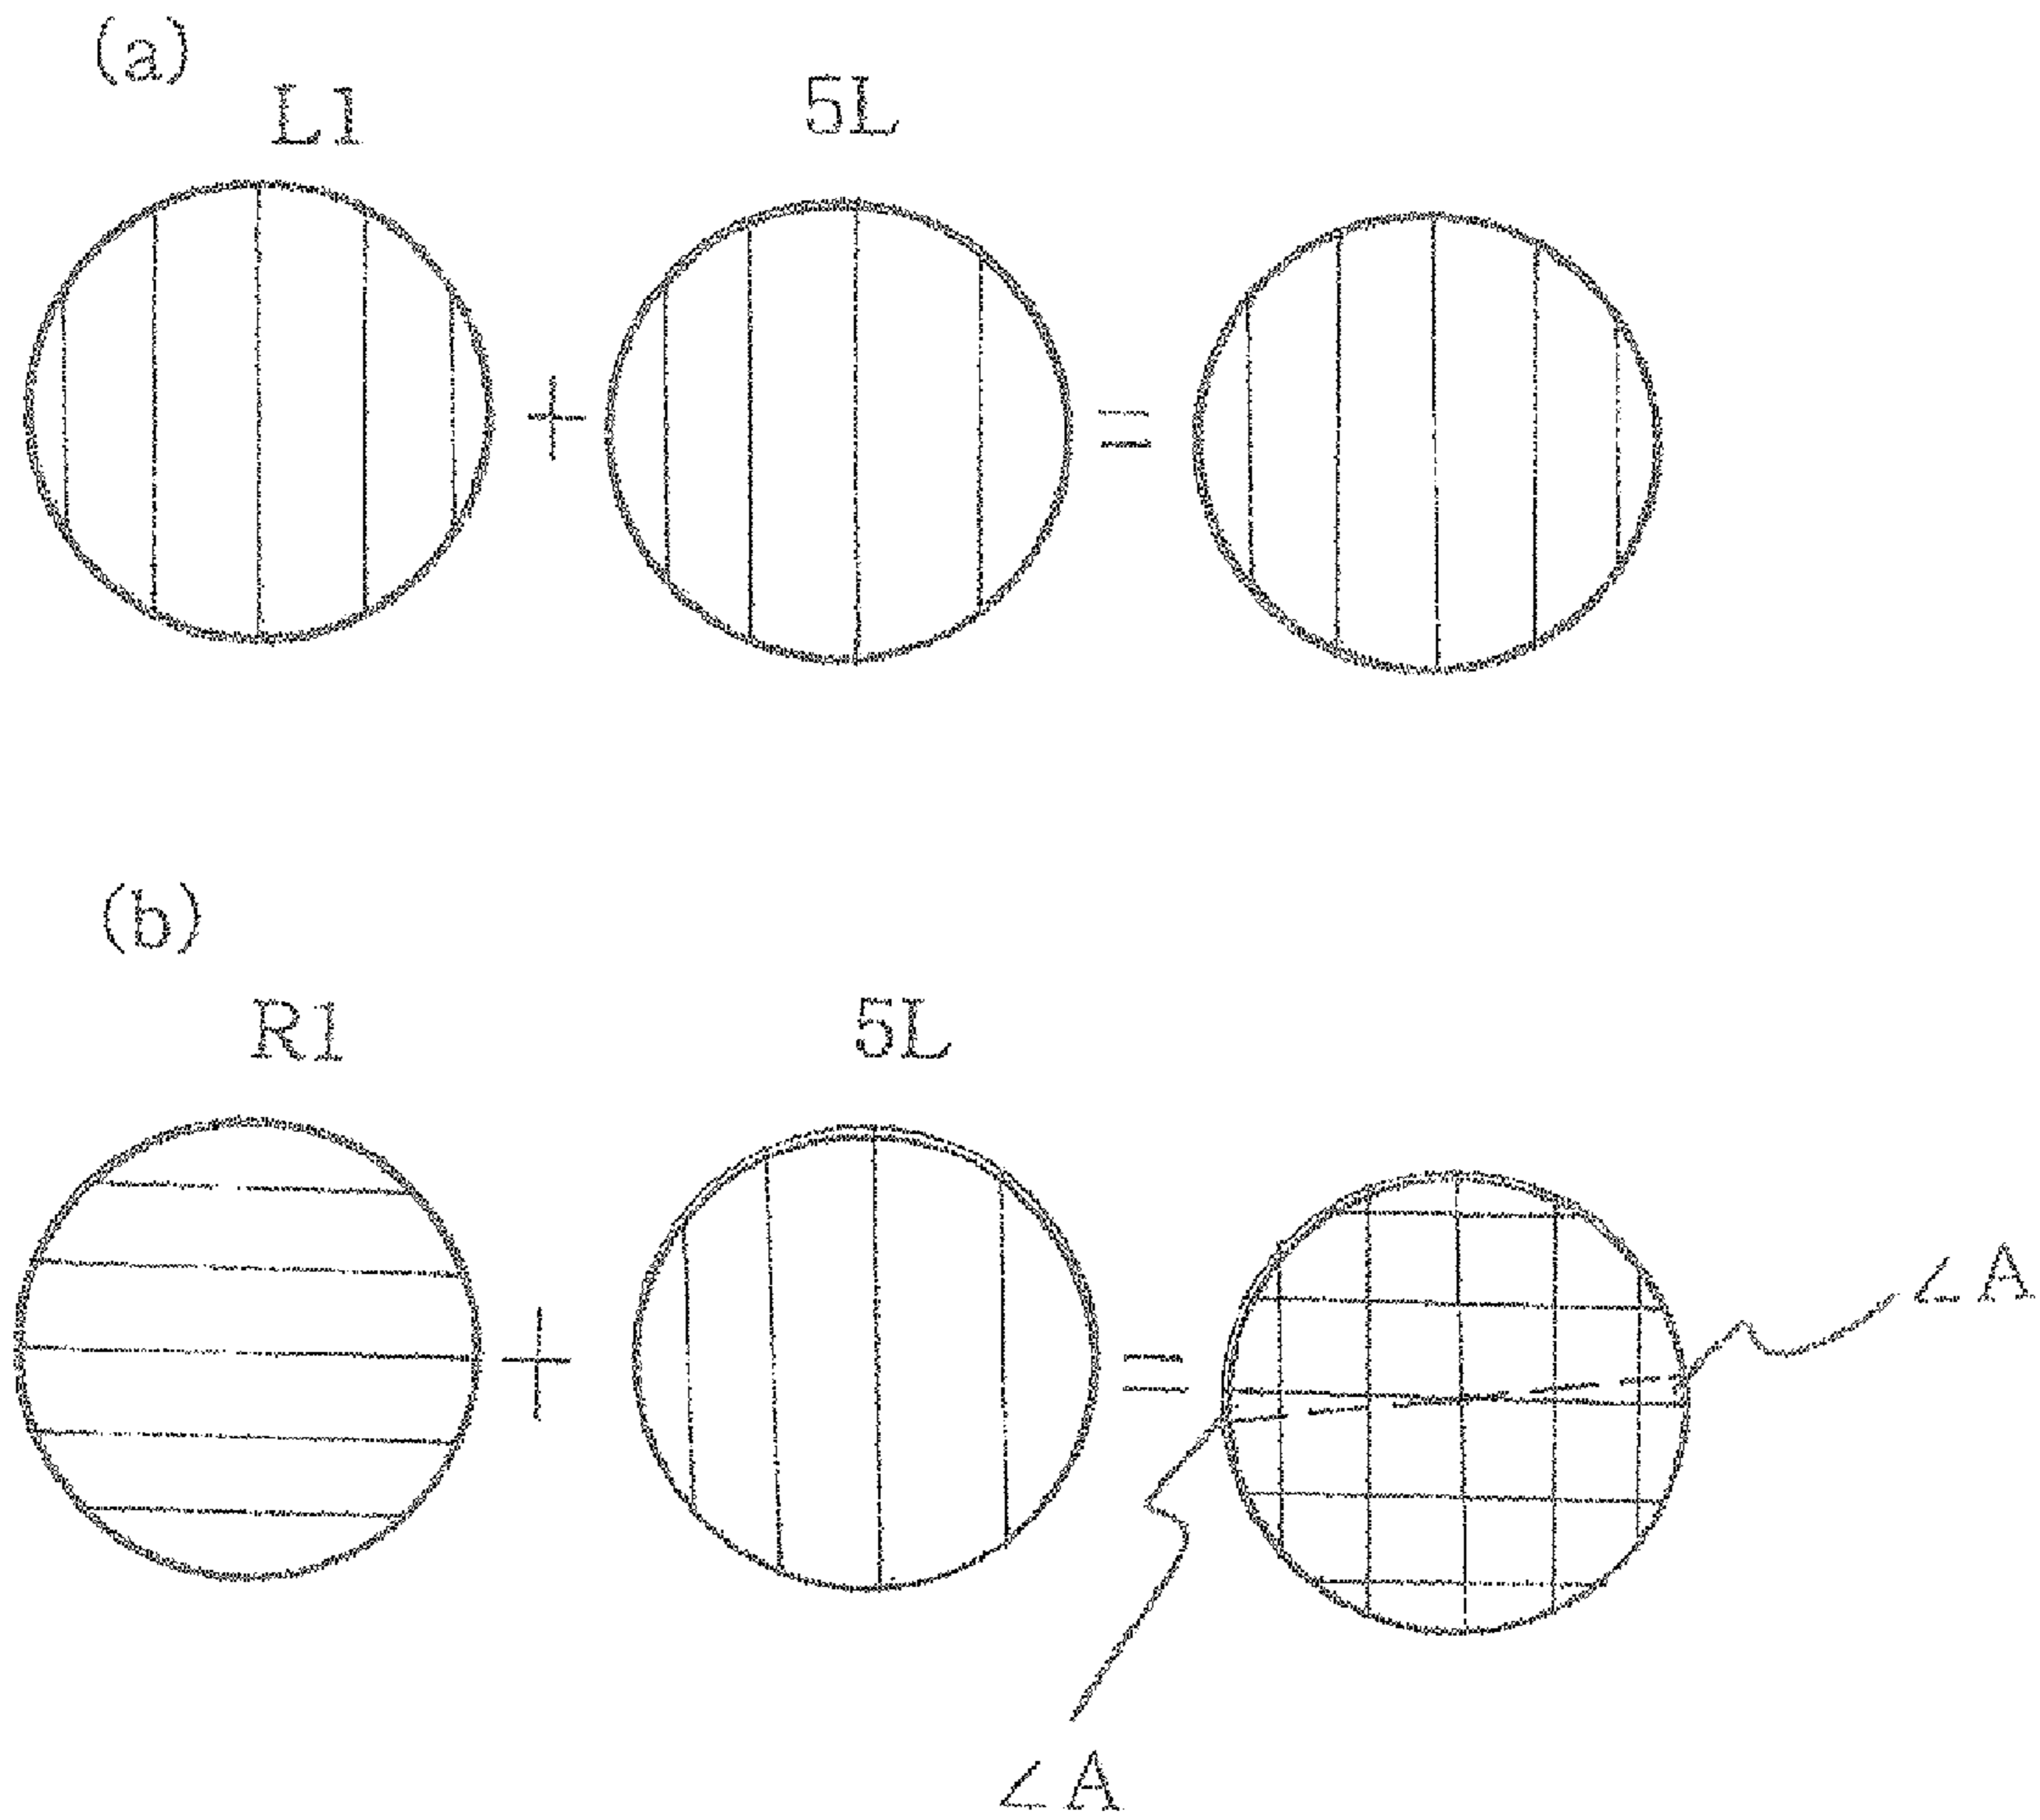 (a)
L1 5L
+ =
(b)
R1 5L
+ =
∠A
∠A